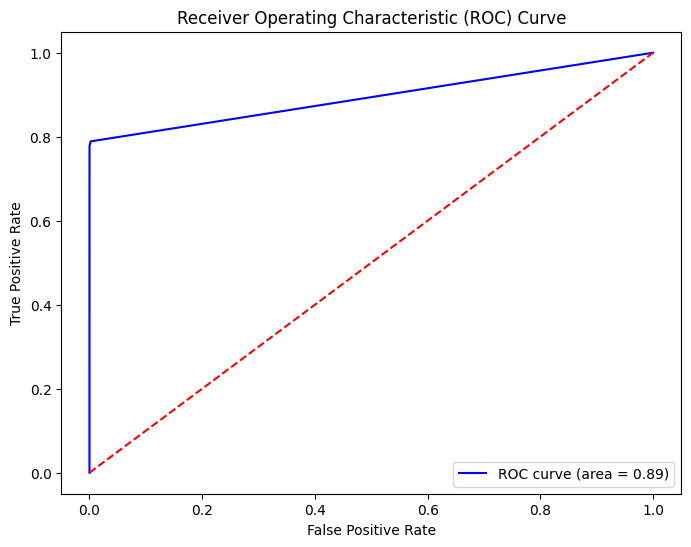 Receiver Operating Characteristic (ROC) Curve
True Positive Rate
1.0
0.8
0.6
0.4
0.2
0.0
0.0 0.2 0.4 0.6 0.8 1.0
False Positive Rate
ROC curve (area = 0.89)